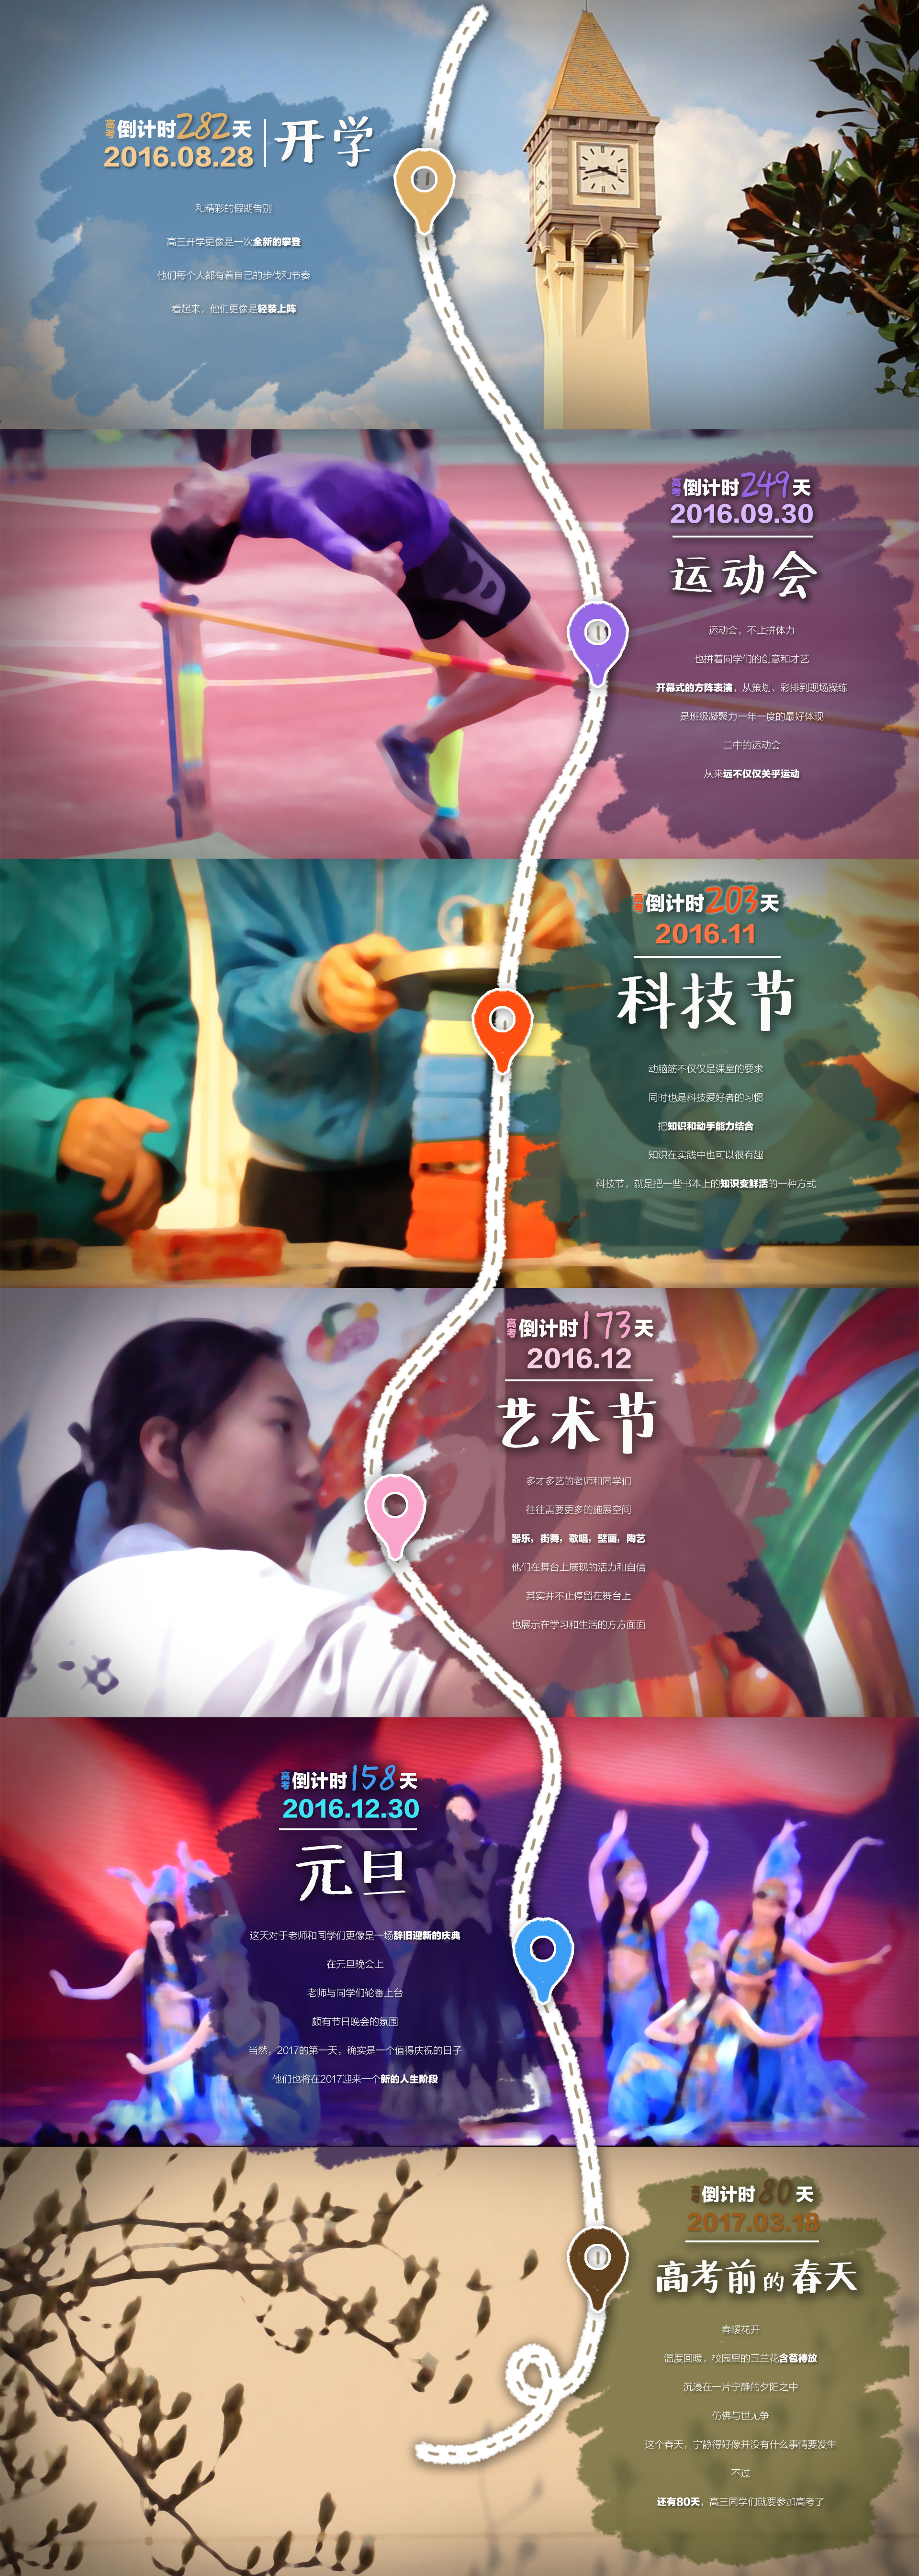 高考倒计时282天
2016.08.28
开学
和精彩的假期告别
高三开学更像是一次全新的攀登
他们每个人都有着自己的步伐和节奏
看起来，他们更像是轻装上阵
高考倒计时249天
2016.09.30
运动会
运动会，不止拼体力
也拼着同学们的创意和才艺
开幕式的方阵表演，从策划、彩排到现场操练
是班级凝聚力一年一度的最好体现
二中的运动会
从来远不仅仅关乎运动
高考倒计时203天
2016.11
科技节
动脑筋不仅仅是课堂的要求
同时也是科技爱好者的习惯
把知识和动手能力结合
知识在实践中也可以很有趣
科技节，就是把一些书本上的知识变鲜活的一种方式
高考倒计时173天
2016.12
艺术节
多才多艺的老师和同学们
往往需要更多的施展空间
器乐，街舞，歌唱，壁画，陶艺
他们在舞台上展现的活力和自信
其实并不止停留在舞台上
也展示在学习和生活的方方面面
高考倒计时158天
2016.12.30
元旦
这天对于老师和同学们更像是一场辞旧迎新的庆典
在元旦晚会上
老师与同学们轮番上台
颇有节日晚会的氛围
当然，2017的第一天，确实是一个值得庆祝的日子
他们也将在2017迎来一个新的人生阶段
高考倒计时80天
2017.03.18
高考前的春天
春暖花开
温度回暖，校园里的玉兰花含苞待放
沉浸在一片宁静的夕阳之中
仿佛与世无争
这个春天，宁静得好像并没有什么事情要发生
不过
还有80天，高三同学们就要参加高考了